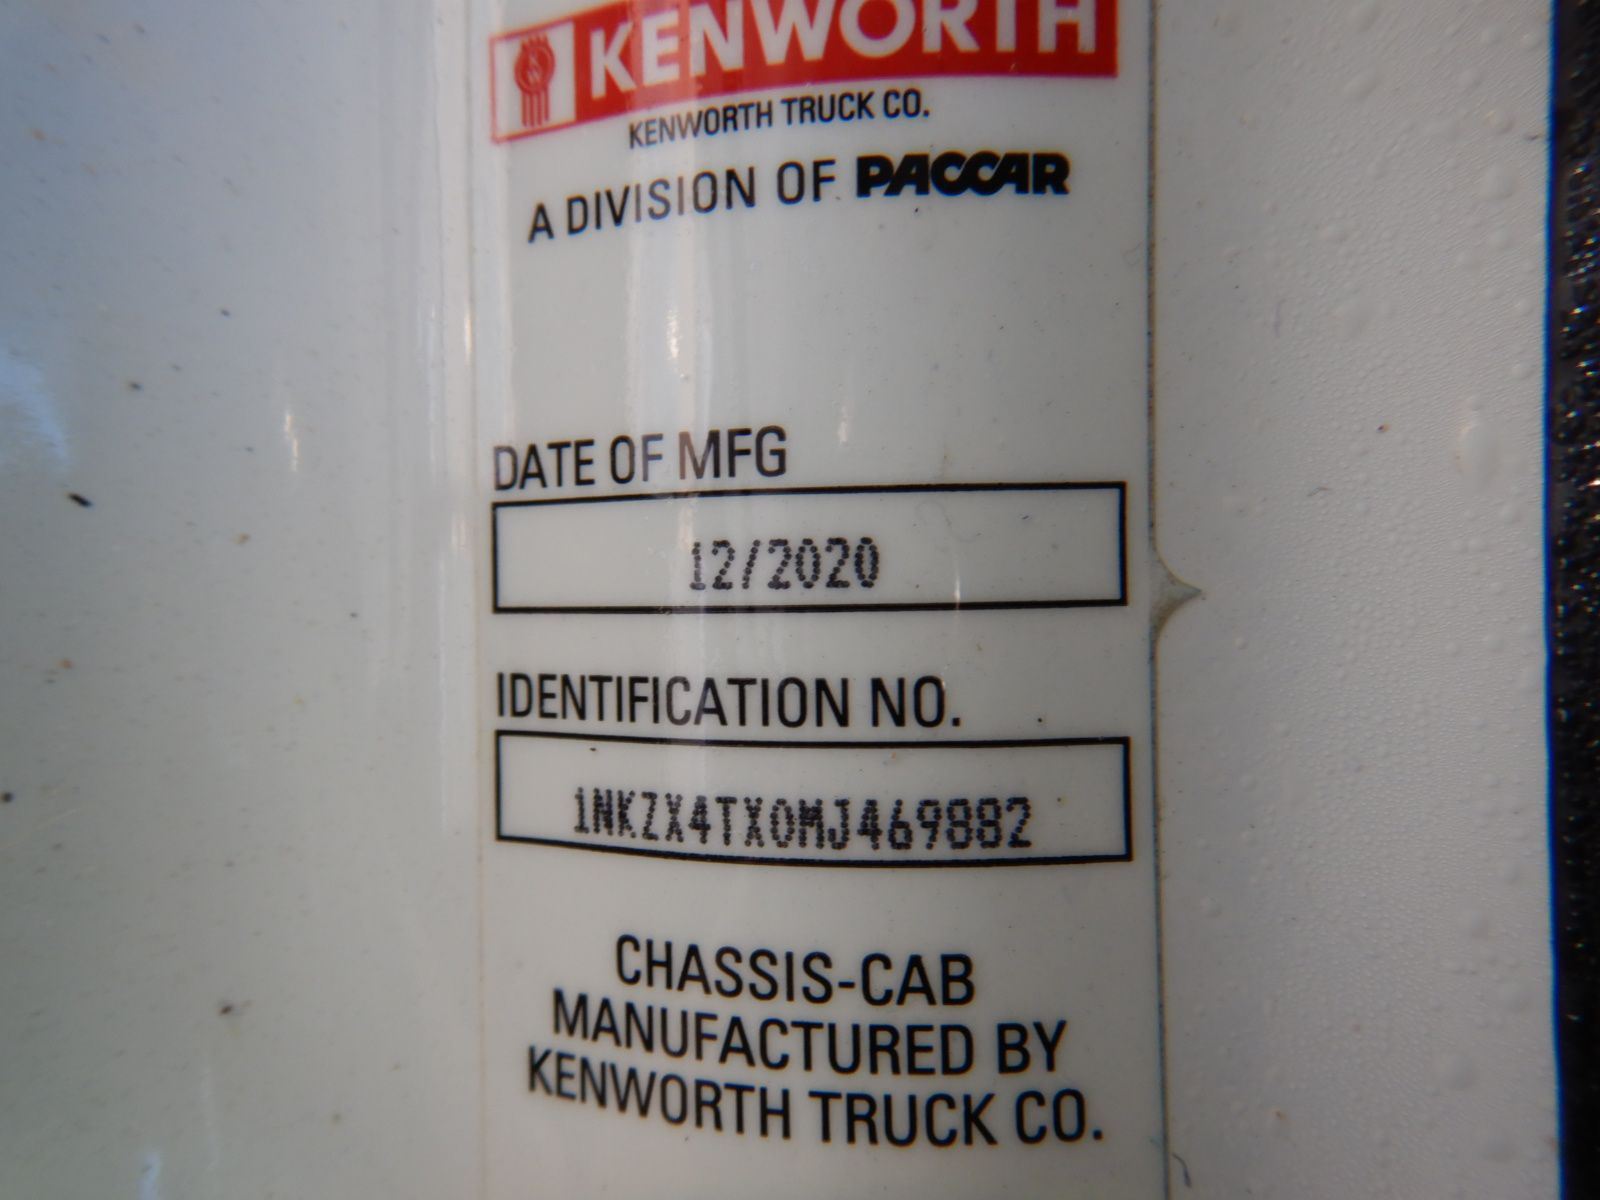 KENWORTH
KENWORTH TRUCK CO.
A DIVISION OF PACCAR
DATE OF MFG
12/2020
IDENTIFICATION NO.
1NKZX4TX0MJ469882
CHASSIS-CAB
MANUFACTURED BY
KENWORTH TRUCK CO.